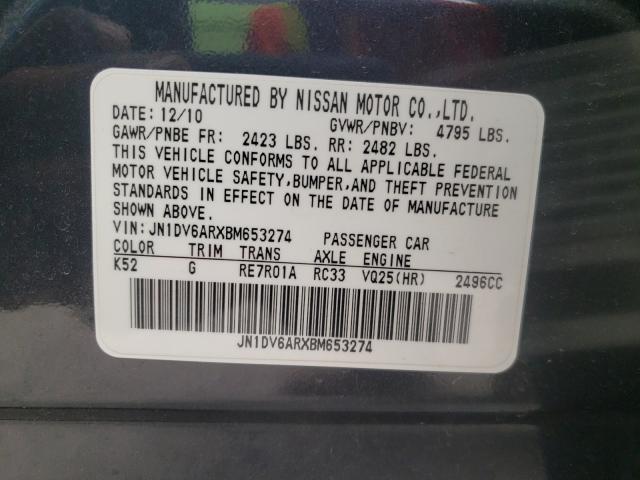 MANUFACTURED BY NISSAN MOTOR CO.,LTD.
DATE: 12/10 GVWR/PNBV: 4795 LBS.
GAWR/PNBE FR: 2423 LBS. RR: 2482 LBS.
THIS VEHICLE CONFORMS TO ALL APPLICABLE FEDERAL
MOTOR VEHICLE SAFETY,BUMPER,AND THEFT PREVENTION
STANDARDS IN EFFECT ON THE DATE OF MANUFACTURE
SHOWN ABOVE.
VIN:JN1DV6ARXBM653274 PASSENGER CAR
COLOR TRIM TRANS AXLE ENGINE
K52 G RE7R01A RC33 VQ25(HR) 2496CC
JN1DV6ARXBM653274